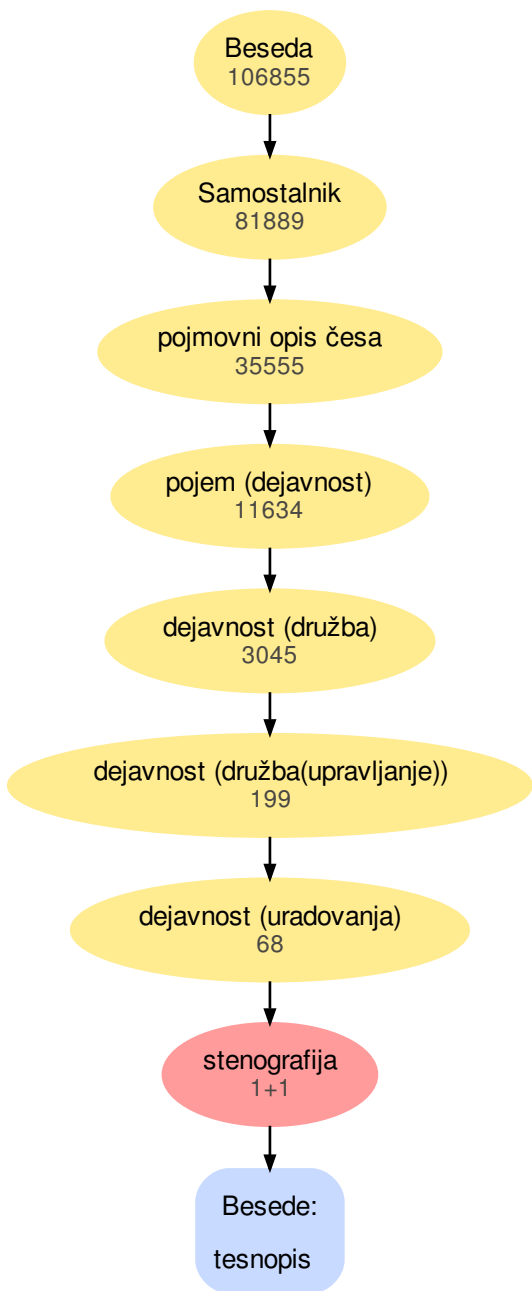 Beseda
106855
Samostalnik
81889
pojmovni opis česa
35555
pojem (dejavnost)
11634
dejavnost (družba)
3045
dejavnost (družba(upravljanje))
199
dejavnost (uradovanja)
68
stenografija
1+1
Besede:
tesnopis